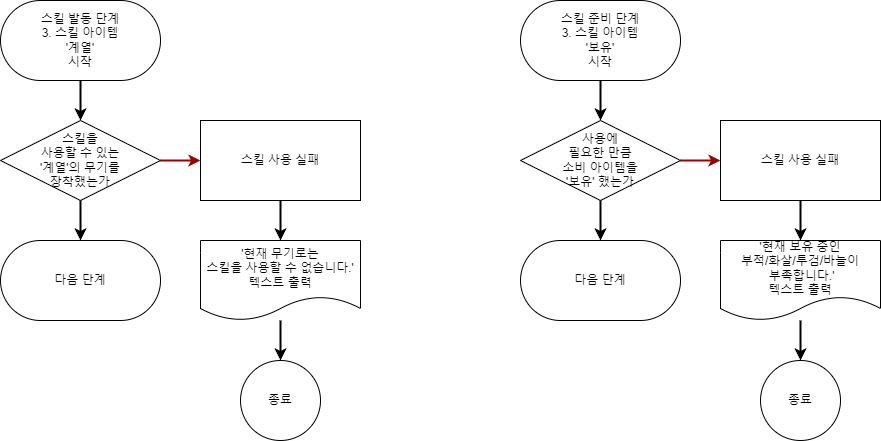 스킬 발동 단계
3. 스킬 아이템
'계열'
시작
스킬을
사용할 수 있는
'계열'의 무기를
장착했는가
스킬 사용 실패
다음 단계
'현재 무기로는
스킬을 사용할 수 없습니다.'
텍스트 출력
종료
스킬 준비 단계
3. 스킬 아이템
'보유'
시작
사용에
필요한 만큼
소비 아이템을
'보유' 했는가
스킬 사용 실패
다음 단계
'현재 보유 중인
부적/화살/투검/바늘이
부족합니다.'
텍스트 출력
종료